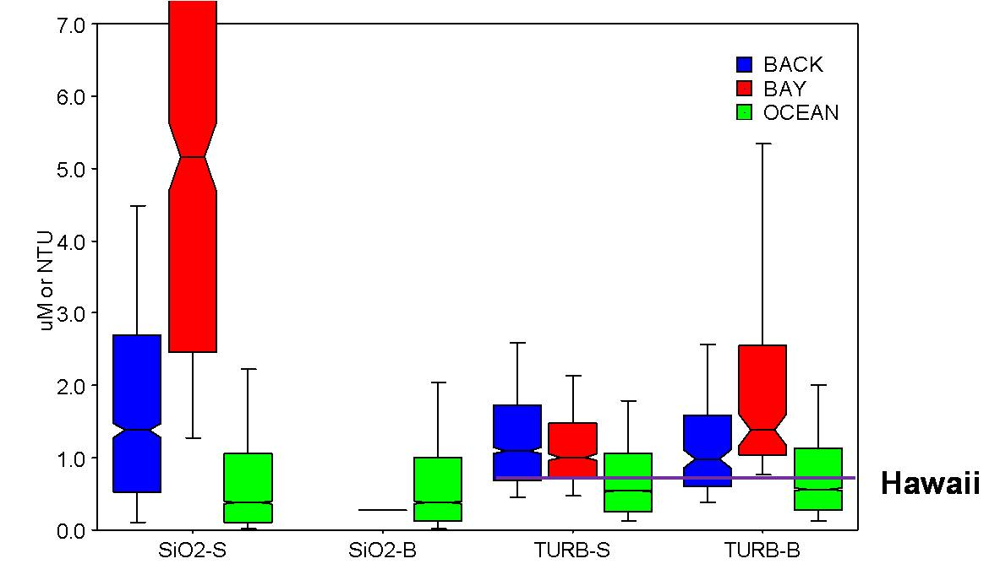 7.0
6.0
5.0
4.0
3.0
2.0
1.0
0.0
uM or NTU
BACK
BAY
OCEAN
Hawaii
SiO2-S
SiO2-B
TURB-S
TURB-B